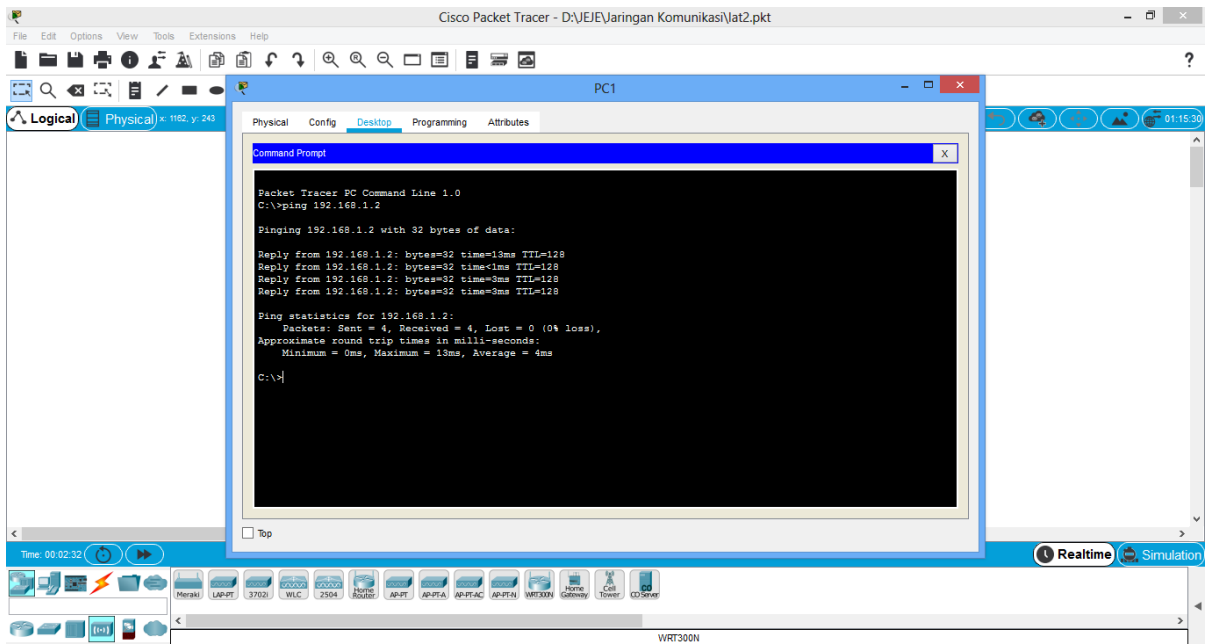 Cisco Packet Tracer - D:\JEJE\Jaringan Komunikasi\lat2.pkt
File Edit Options View Tools Extensions Help
?
PC1
Logical Physical x: 1162, y: 243
01:15:30
Physical Config Desktop Programming Attributes
Command Prompt
X
Packet Tracer PC Command Line 1.0
C:\>ping 192.168.1.2
Pinging 192.168.1.2 with 32 bytes of data:
Reply from 192.168.1.2: bytes=32 time=13ms TTL=128
Reply from 192.168.1.2: bytes=32 time<1ms TTL=128
Reply from 192.168.1.2: bytes=32 time=3ms TTL=128
Reply from 192.168.1.2: bytes=32 time=3ms TTL=128
Ping statistics for 192.168.1.2:
Packets: Sent = 4, Received = 4, Lost = 0 (0% loss),
Approximate round trip times in milli-seconds:
Minimum = 0ms, Maximum = 13ms, Average = 4ms
C:\>
Top
Time: 00:02:32
Realtime Simulation
Meraki LAP-PT 3702i WLC 2504 Home Router AP-PT AP-PT-A AP-PT-AC AP-PT-N WRT300N Home Gateway Cell Tower CO Server
WRT300N